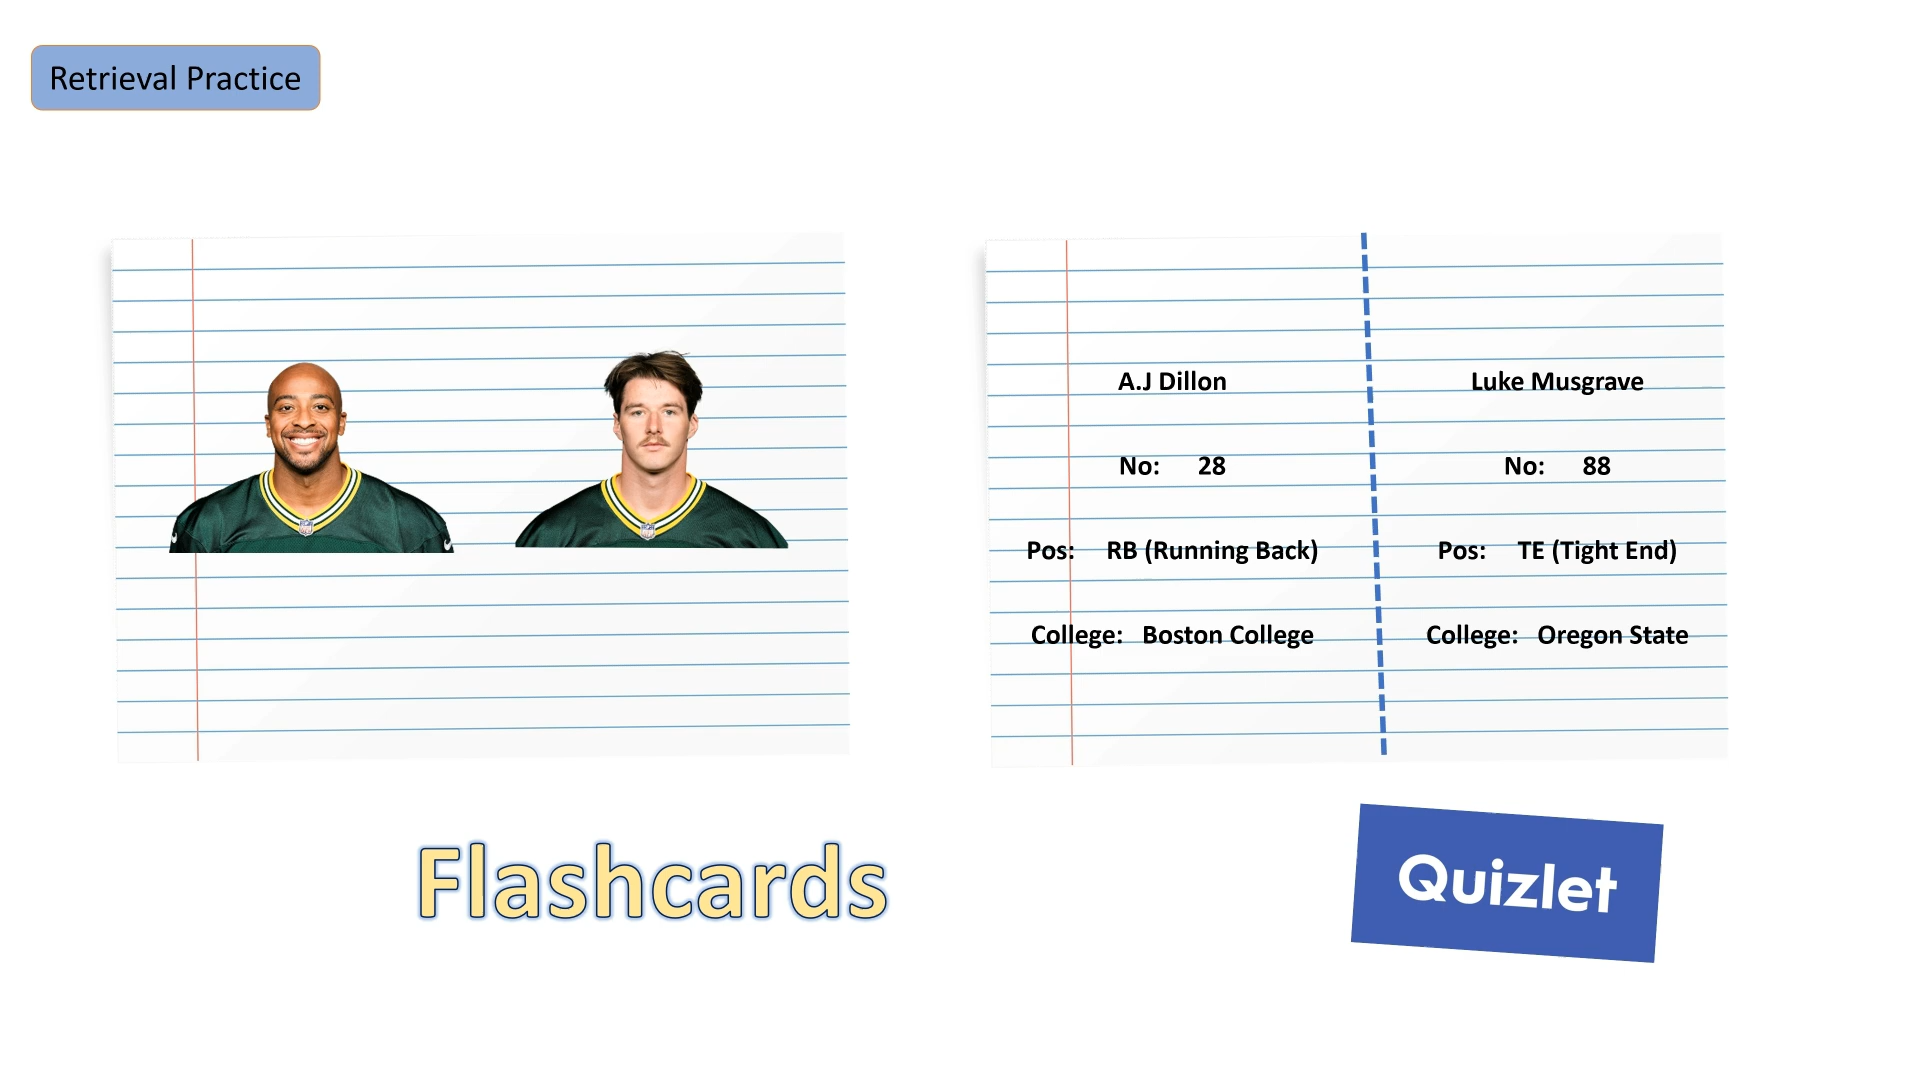 Retrieval Practice
A.J Dillon
No: 28
Pos: RB (Running Back)
College: Boston College
Luke Musgrave
No: 88
Pos: TE (Tight End)
College: Oregon State
Flashcards
Quizlet